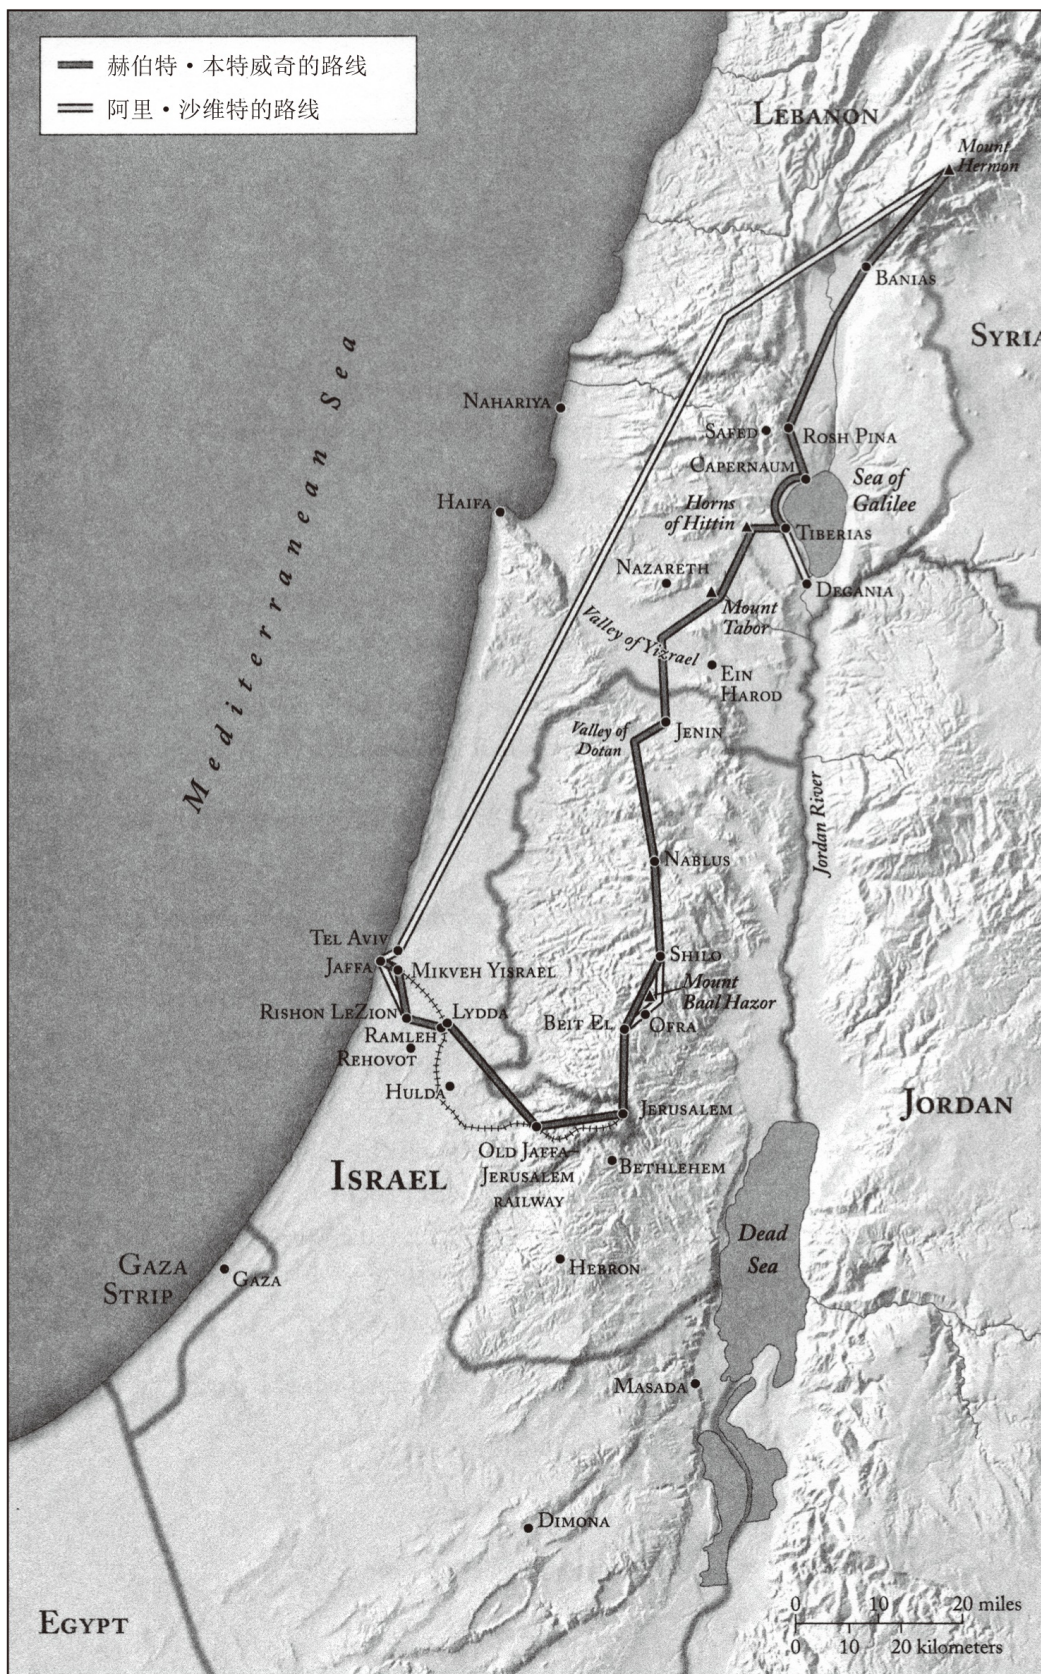 赫伯特·本特威奇的路线
阿里·沙维特的路线
LEBANON
Mount
Hermon
BANIAS
SYRIA
Mediterranean Sea
NAHARIYA
SAFED
ROSH PINA
CAPERNAUM
Sea of
Galilee
HAIFA
Horns
of Hittin
TIBERIAS
NAZARETH
DEGANIA
Mount
Tabor
Valley of Yizrael
EIN
HAROD
Valley of
Dotan
JENIN
Jordan River
NABLUS
TEL AVIV
JAFFA
MIKVEH YISRAEL
SHILO
Mount
Baal Hazor
RISHON LEZION
LYDDA
BEIT EL
OFRA
RAMLEH
REHOVOT
HULDA
JERUSALEM
JORDAN
OLD JAFFA–
JERUSALEM
RAILWAY
BETHLEHEM
ISRAEL
Dead
Sea
GAZA
STRIP
GAZA
HEBRON
MASADA
DIMONA
EGYPT
0 10 20 miles
0 10 20 kilometers